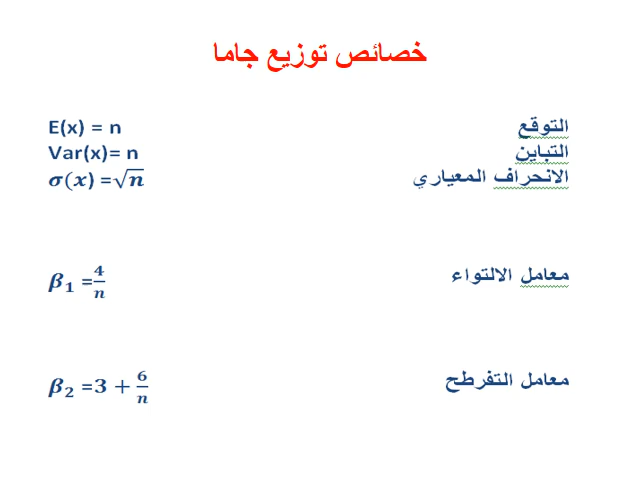 خصائص توزيع جاما
التوقع E(x) = n
التباين Var(x)= n
الانحراف المعياري σ(x) =√n
معامل الالتواء β₁ =4/n
معامل التفرطح β₂ =3 + 6/n